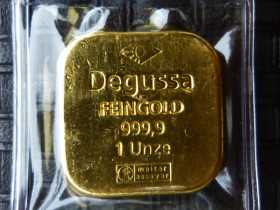 Degussa
FEINGOLD
999,9
1 Unze
melter
assayer